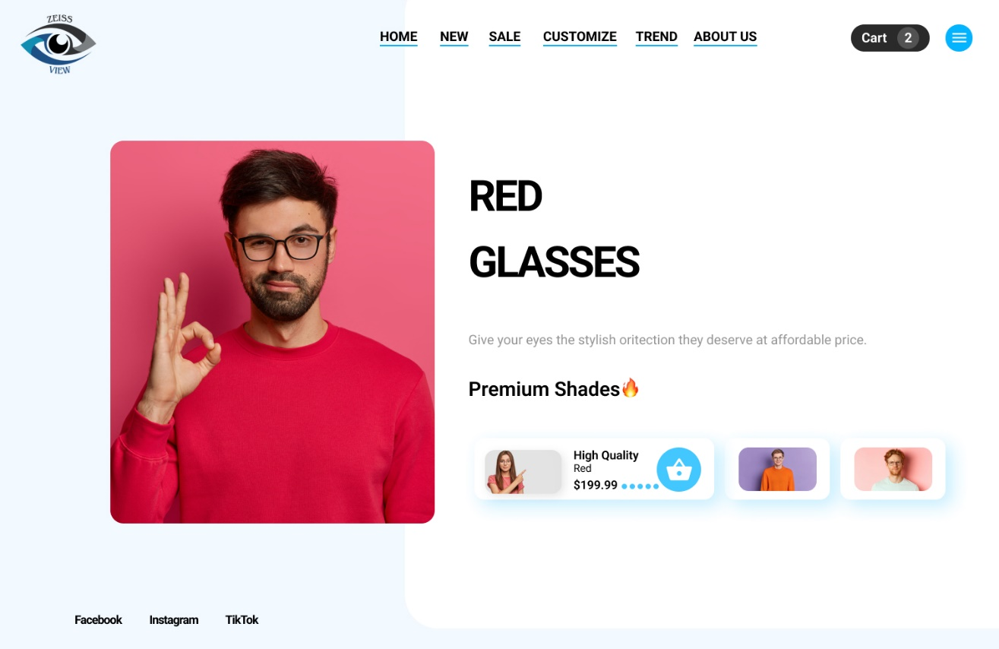 ZEISS
VIEW
HOME NEW SALE CUSTOMIZE TREND ABOUT US
Cart 2
RED
GLASSES
Give your eyes the stylish oritection they deserve at affordable price.
Premium Shades🔥
High Quality
Red
$199.99
Facebook Instagram TikTok